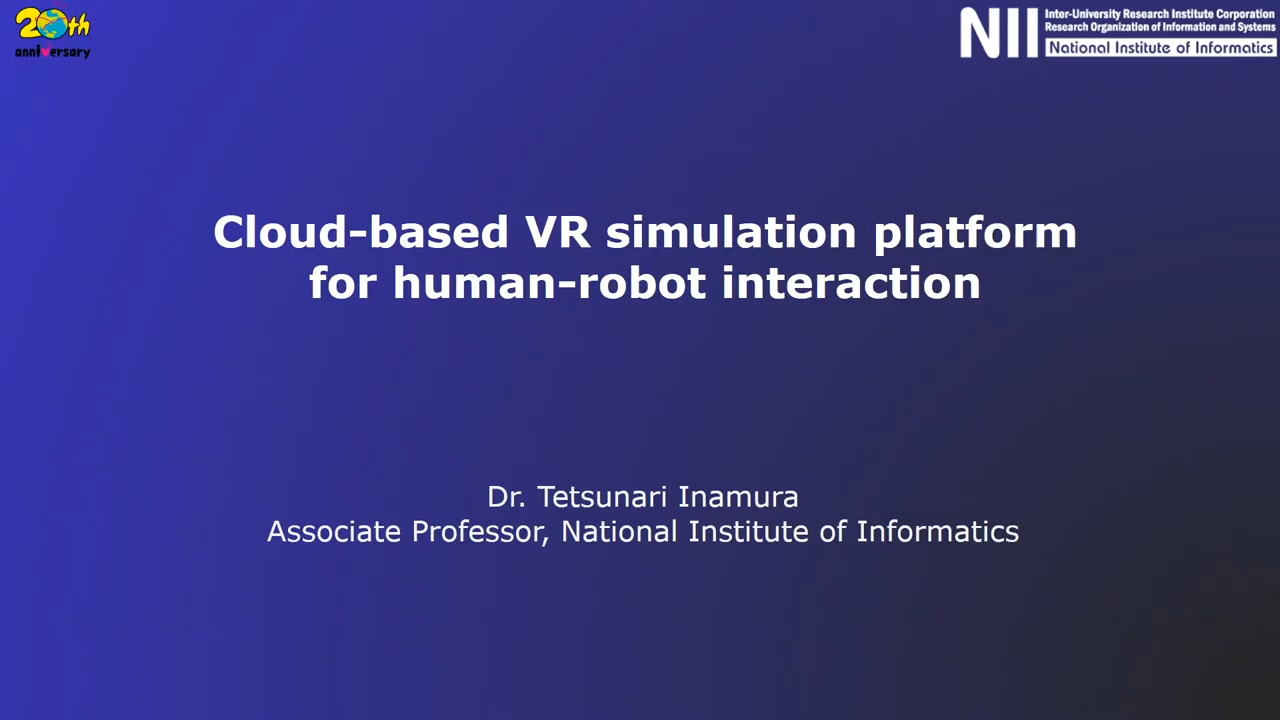 20th
anniversary
NII
Inter-University Research Institute Corporation
Research Organization of Information and Systems
National Institute of Informatics
Cloud-based VR simulation platform
for human-robot interaction
Dr. Tetsunari Inamura
Associate Professor, National Institute of Informatics